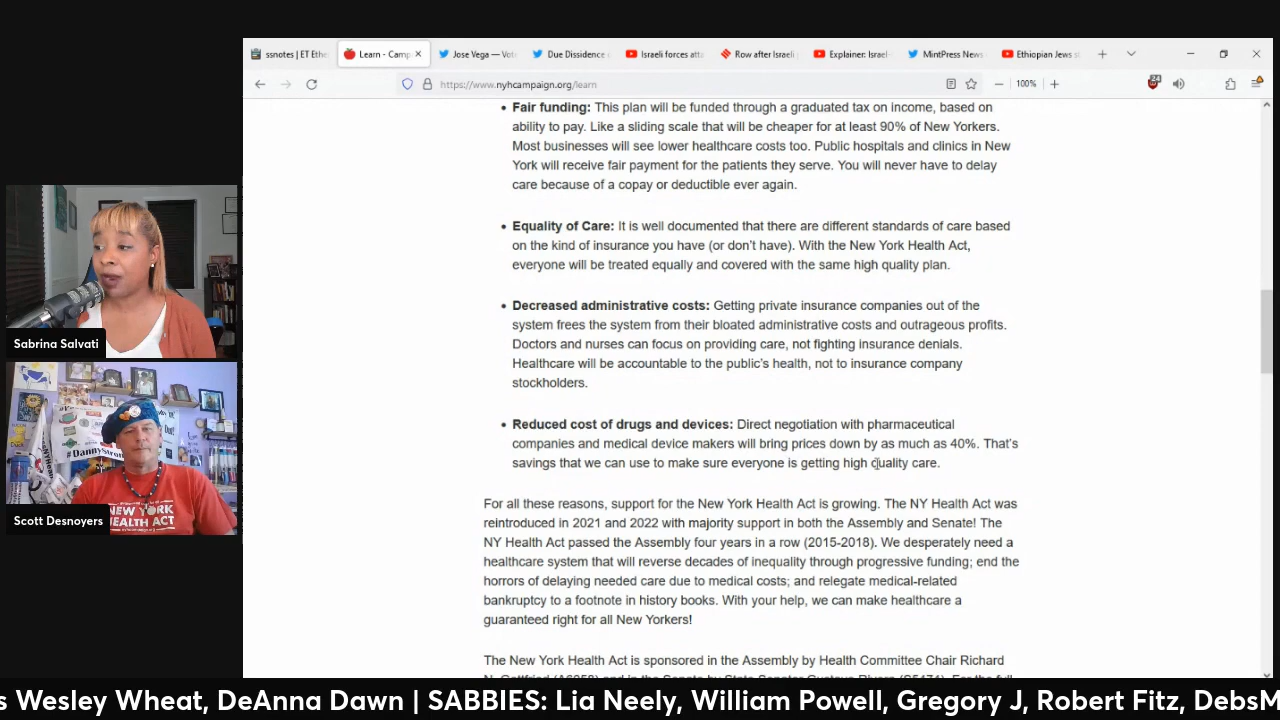 ssnotes | ET Ethe
Learn - Camp
Jose Vega — Vote
Due Dissidence
Israeli forces atta
Row after Israeli
Explainer: Israel-
MintPress News
Ethiopian Jews s
https://www.nyhcampaign.org/learn
100%
24
• Fair funding: This plan will be funded through a graduated tax on income, based on
ability to pay. Like a sliding scale that will be cheaper for at least 90% of New Yorkers.
Most businesses will see lower healthcare costs too. Public hospitals and clinics in New
York will receive fair payment for the patients they serve. You will never have to delay
care because of a copay or deductible ever again.
• Equality of Care: It is well documented that there are different standards of care based
on the kind of insurance you have (or don't have). With the New York Health Act,
everyone will be treated equally and covered with the same high quality plan.
• Decreased administrative costs: Getting private insurance companies out of the
system frees the system from their bloated administrative costs and outrageous profits.
Doctors and nurses can focus on providing care, not fighting insurance denials.
Healthcare will be accountable to the public's health, not to insurance company
stockholders.
• Reduced cost of drugs and devices: Direct negotiation with pharmaceutical
companies and medical device makers will bring prices down by as much as 40%. That's
savings that we can use to make sure everyone is getting high quality care.
For all these reasons, support for the New York Health Act is growing. The NY Health Act was
reintroduced in 2021 and 2022 with majority support in both the Assembly and Senate! The
NY Health Act passed the Assembly four years in a row (2015-2018). We desperately need a
healthcare system that will reverse decades of inequality through progressive funding; end the
horrors of delaying needed care due to medical costs; and relegate medical-related
bankruptcy to a footnote in history books. With your help, we can make healthcare a
guaranteed right for all New Yorkers!
The New York Health Act is sponsored in the Assembly by Health Committee Chair Richard
Sabrina Salvati
#DannyStrong
NEW YORK
HEALTH ACT
Scott Desnoyers
s Wesley Wheat, DeAnna Dawn | SABBIES: Lia Neely, William Powell, Gregory J, Robert Fitz, DebsM